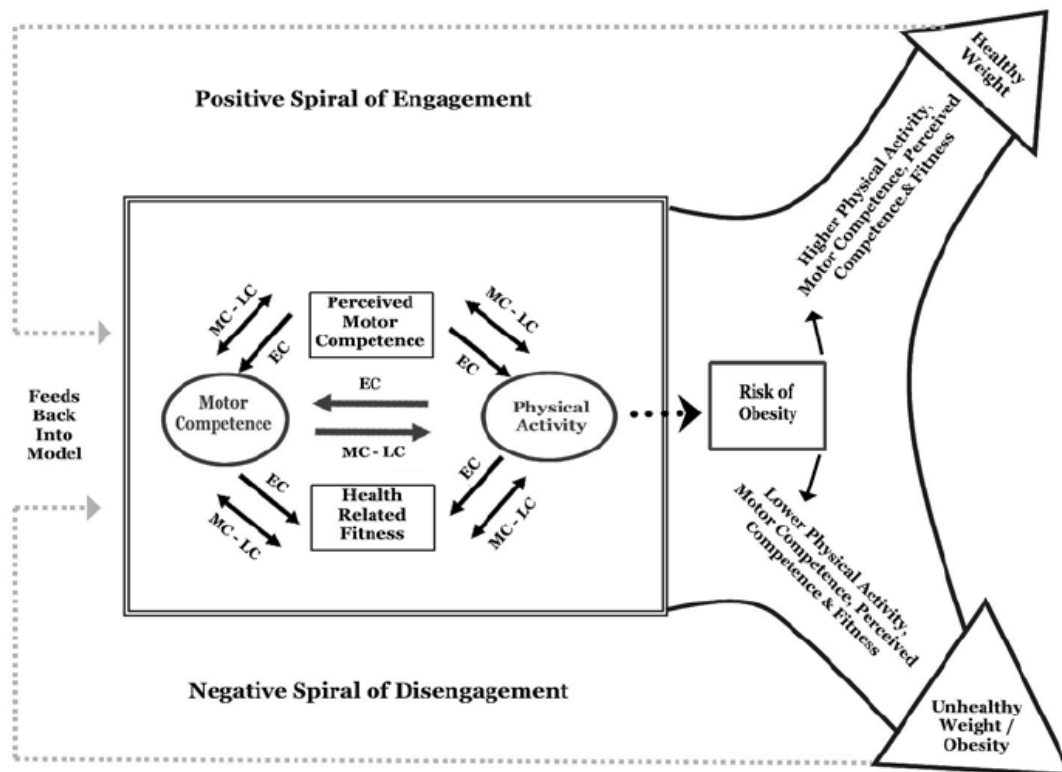 Healthy
Weight
Positive Spiral of Engagement
Higher Physical Activity,
Motor Competence, Perceived
Competence & Fitness
MC - LC
EC
Perceived
Motor
Competence
MC - LC
EC
EC
Feeds
Back
Into
Model
Motor
Competence
Physical
Activity
Risk of
Obesity
MC - LC
EC
MC - LC
Health
Related
Fitness
EC
MC - LC
Lower Physical Activity,
Motor Competence, Perceived
Competence & Fitness
Negative Spiral of Disengagement
Unhealthy
Weight /
Obesity